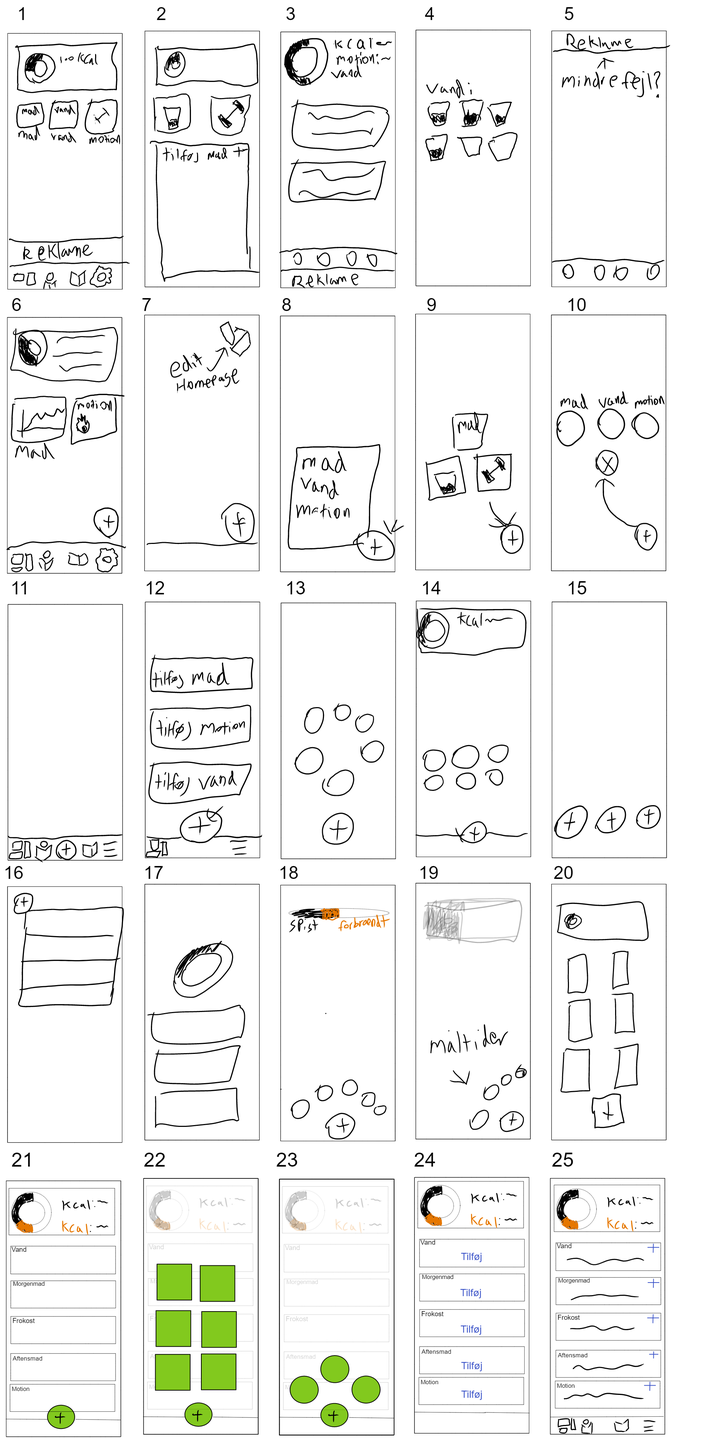 1
100 kcal
mad
vand
mad
vand
motion
Reklame
2
tilføj mad +
3
kcal
motion:
vand
Reklame
4
Vand:
5
Reklame
mindre fejl?
6
motion
Mad
+
7
edit
Homepage
+
8
mad
vand
motion
+
9
mad
+
10
mad
vand
motion
X
+
11
+
12
tilføj mad
tilføj motion
tilføj vand
+
13
+
14
kcal
+
15
+ + +
16
+
17
18
Spist
forbrændt
+
19
måltider
+
20
+
21
kcal:
kcal:
Vand
Morgenmad
Frokost
Aftensmad
Motion
+
22
kcal:
kcal:
Vand
+
23
kcal:
kcal:
Vand
Morgenmad
Frokost
Aftensmad
+
24
kcal:
kcal:
Vand
Tilføj
Morgenmad
Tilføj
Frokost
Tilføj
Aftensmad
Tilføj
Motion
Tilføj
25
kcal:
kcal:
Vand
+
Morgenmad
+
Frokost
+
Aftensmad
+
Motion
+